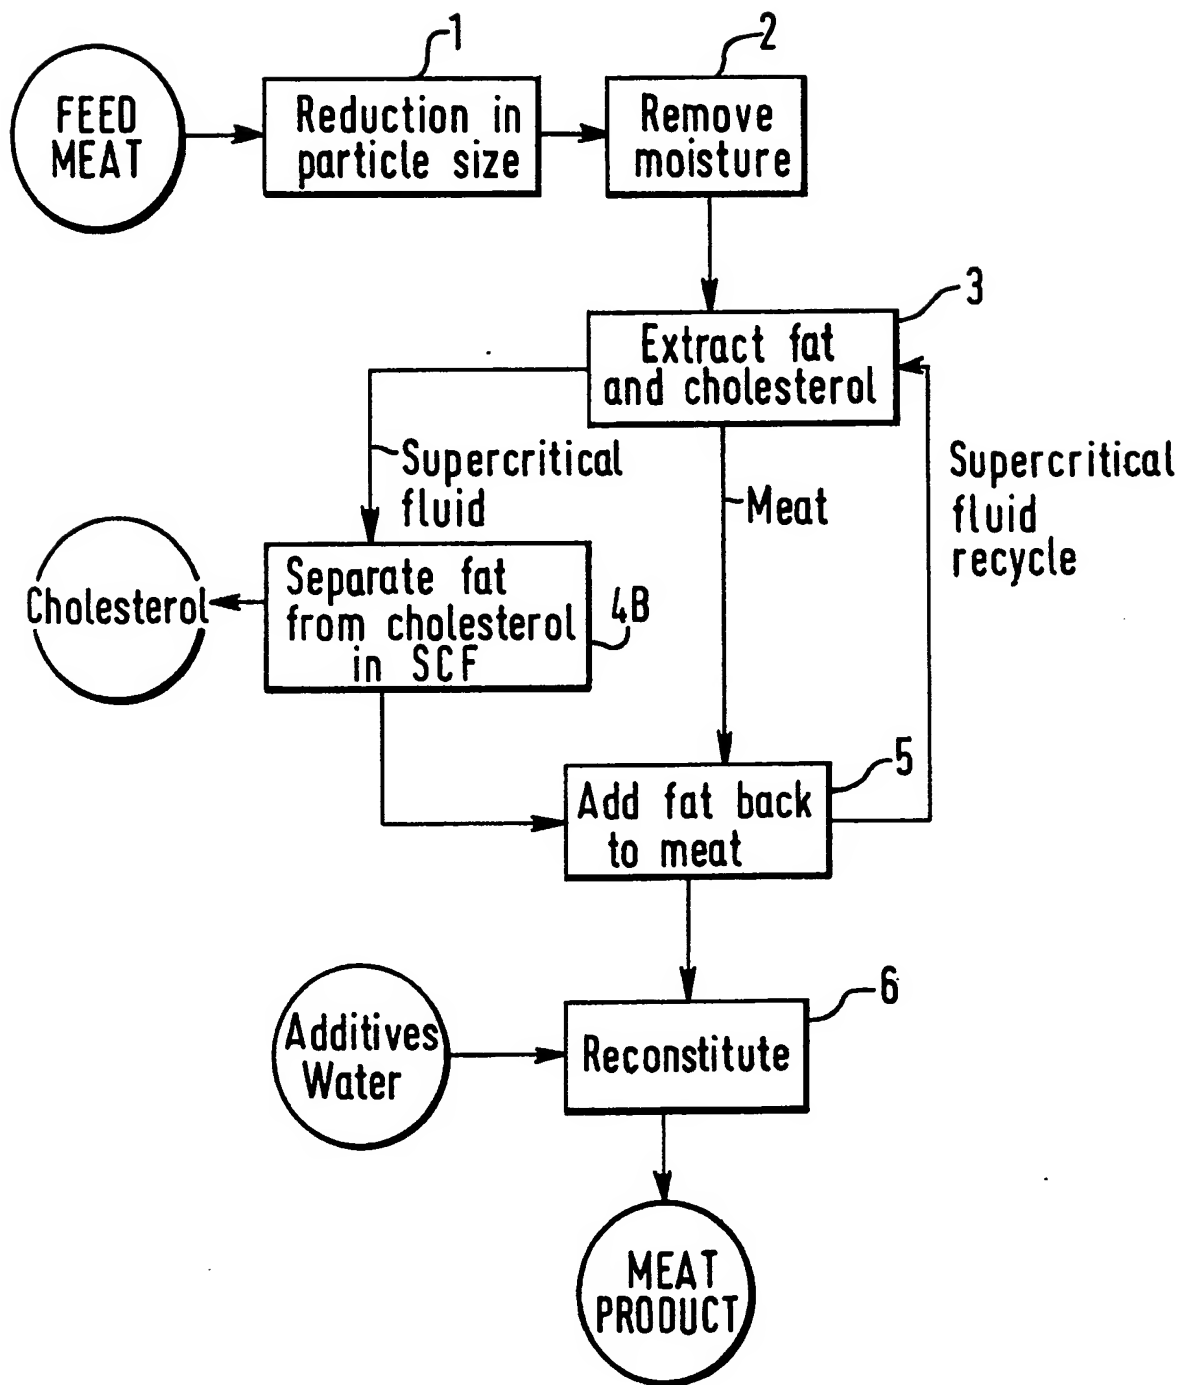 1
2
FEED
MEAT
Reduction in
particle size
Remove
moisture
3
Extract fat
and cholesterol
Supercritical
fluid
Meat
Supercritical
fluid
recycle
Cholesterol
Separate fat
from cholesterol
in SCF
4B
5
Add fat back
to meat
6
Additives
Water
Reconstitute
MEAT
PRODUCT